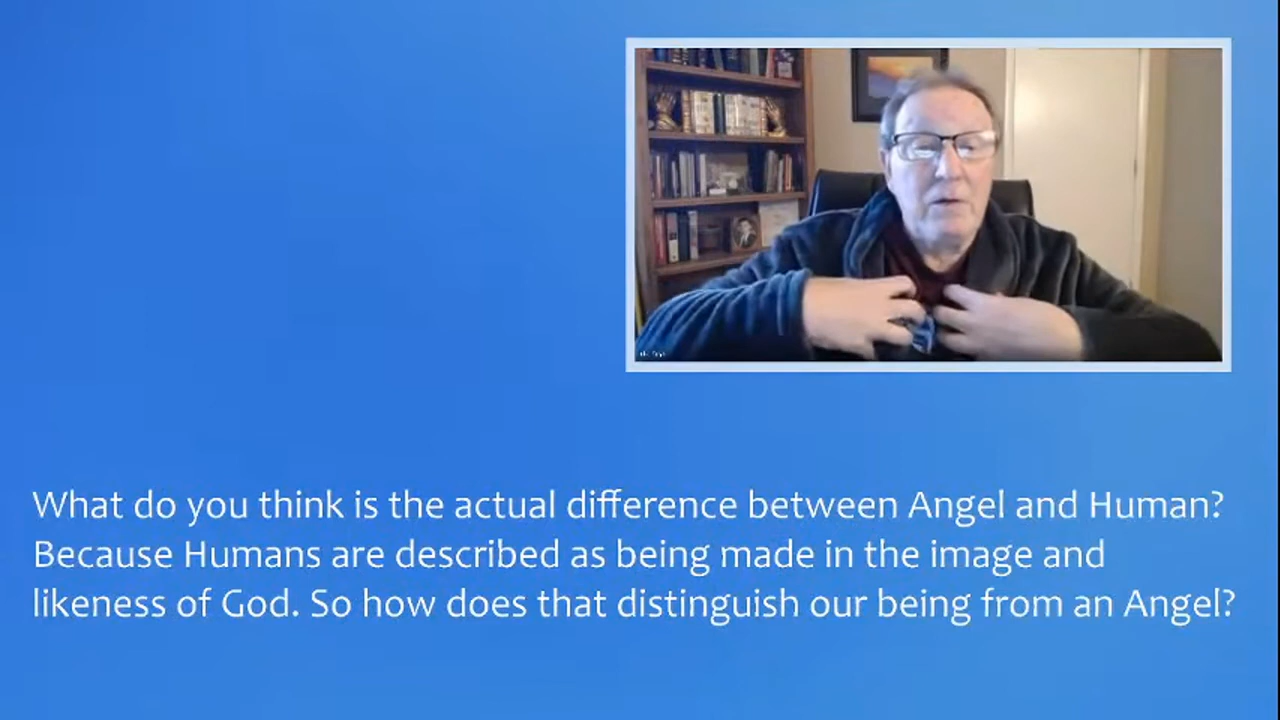 What do you think is the actual difference between Angel and Human?
Because Humans are described as being made in the image and
likeness of God. So how does that distinguish our being from an Angel?